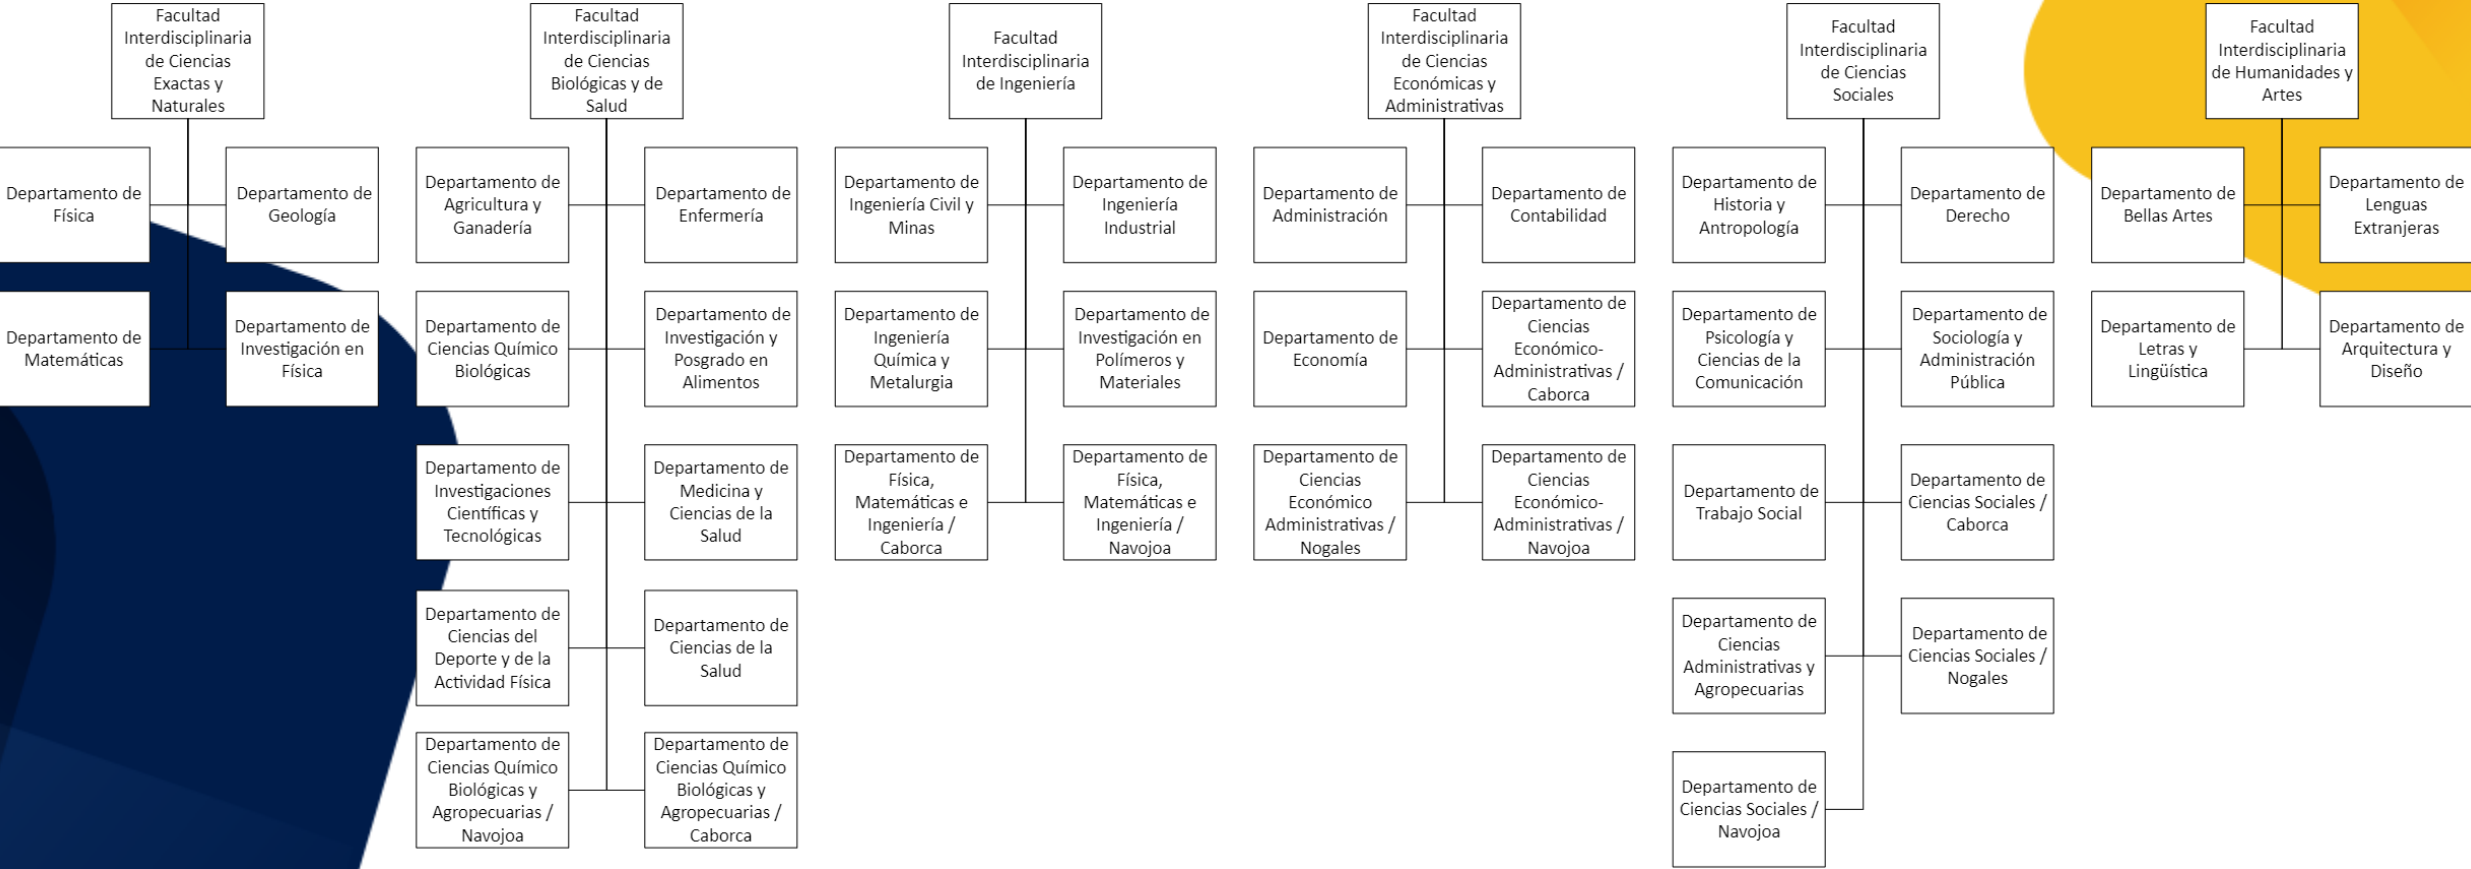 Facultad
Interdisciplinaria
de Ciencias
Exactas y
Naturales
Departamento de
Física
Departamento de
Geología
Departamento de
Matemáticas
Departamento de
Investigación en
Física
Facultad
Interdisciplinaria
de Ciencias
Biológicas y de
Salud
Departamento de
Agricultura y
Ganadería
Departamento de
Enfermería
Departamento de
Ciencias Químico
Biológicas
Departamento de
Investigación y
Posgrado en
Alimentos
Departamento de
Investigaciones
Científicas y
Tecnológicas
Departamento de
Medicina y
Ciencias de la
Salud
Departamento de
Ciencias del
Deporte y de la
Actividad Física
Departamento de
Ciencias de la
Salud
Departamento de
Ciencias Químico
Biológicas y
Agropecuarias /
Navojoa
Departamento de
Ciencias Químico
Biológicas y
Agropecuarias /
Caborca
Facultad
Interdisciplinaria
de Ingeniería
Departamento de
Ingeniería Civil y
Minas
Departamento de
Ingeniería
Industrial
Departamento de
Ingeniería
Química y
Metalurgia
Departamento de
Investigación en
Polímeros y
Materiales
Departamento de
Física,
Matemáticas e
Ingeniería /
Caborca
Departamento de
Física,
Matemáticas e
Ingeniería /
Navojoa
Facultad
Interdisciplinaria
de Ciencias
Económicas y
Administrativas
Departamento de
Administración
Departamento de
Contabilidad
Departamento de
Economía
Departamento de
Ciencias
Económico-
Administrativas /
Caborca
Departamento de
Ciencias
Económico
Administrativas /
Nogales
Departamento de
Ciencias
Económico-
Administrativas /
Navojoa
Facultad
Interdisciplinaria
de Ciencias
Sociales
Departamento de
Historia y
Antropología
Departamento de
Derecho
Departamento de
Psicología y
Ciencias de la
Comunicación
Departamento de
Sociología y
Administración
Pública
Departamento de
Trabajo Social
Departamento de
Ciencias Sociales /
Caborca
Departamento de
Ciencias
Administrativas y
Agropecuarias
Departamento de
Ciencias Sociales /
Nogales
Departamento de
Ciencias Sociales /
Navojoa
Facultad
Interdisciplinaria
de Humanidades y
Artes
Departamento de
Bellas Artes
Departamento de
Lenguas
Extranjeras
Departamento de
Letras y
Lingüística
Departamento de
Arquitectura y
Diseño